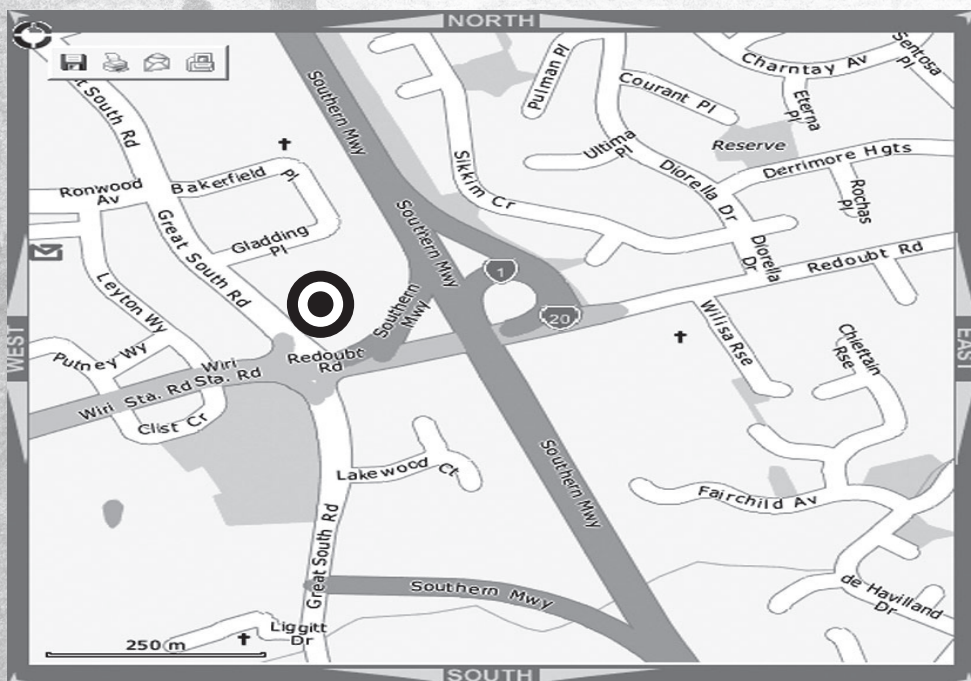 NORTH
Pulman Pl
Charntay Av
Sentosa Pl
Courant Pl
Eterna Pl
South Rd
Southern Mwy
Ultima Pl
Reserve
Derrimore Hgts
Sikkim Cr
Diorella Dr
Rochas Pl
Ronwood Av
Bakerfield Pl
Great South Rd
Gladding Pl
Southern Mwy
Diorella Dr
Redoubt Rd
1
20
Leyton Wy
Southern Mwy
WEST
EAST
Putney Wy
Redoubt Rd
Wilisa Rse
Chieftain Rse
Wiri Sta. Rd
Wiri Sta. Rd
Clist Cr
Lakewood Ct
Southern Mwy
Fairchild Av
Great South Rd
Southern Mwy
de Havilland Dr
Liggitt Dr
250 m
SOUTH